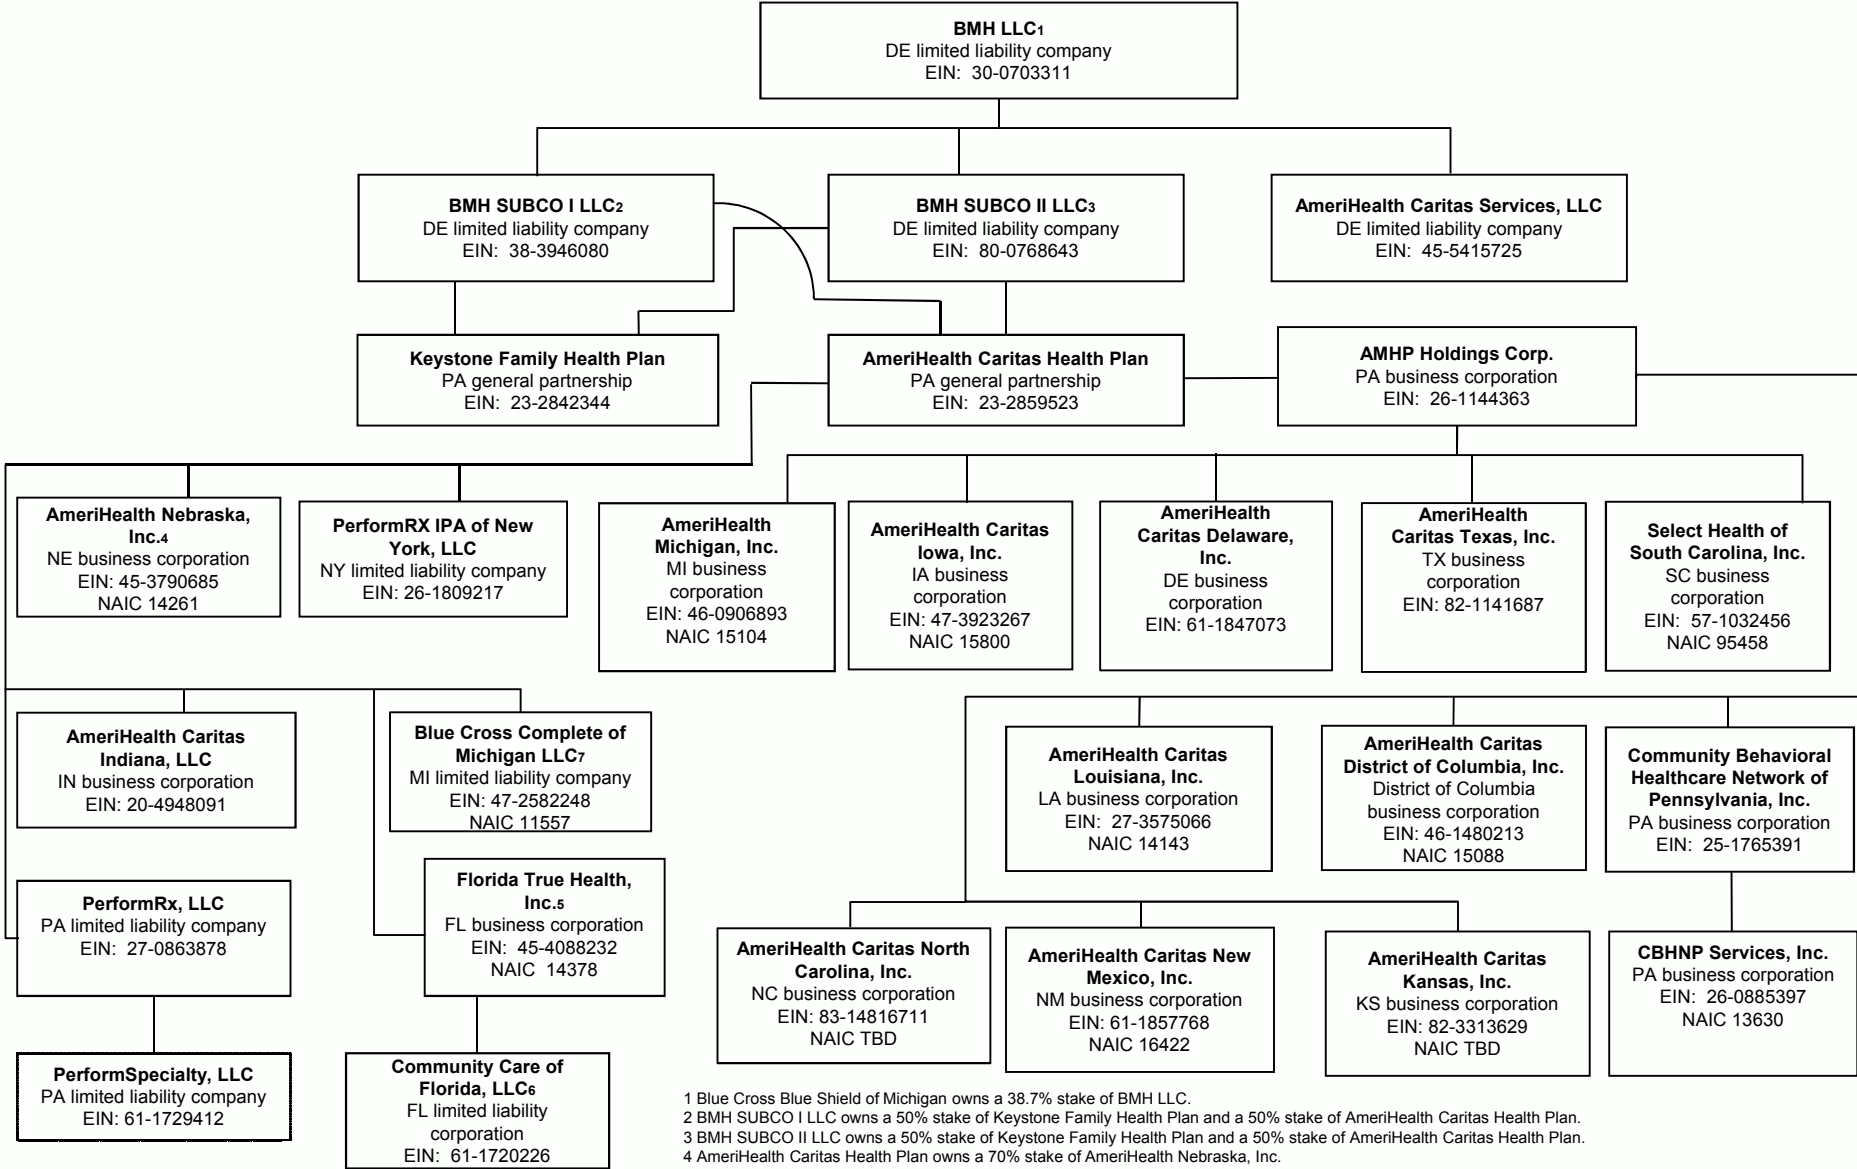 BMH LLC1
DE limited liability company
EIN:  30-0703311
BMH SUBCO I LLC2
DE limited liability company
EIN:  38-3946080
BMH SUBCO II LLC3
DE limited liability company
EIN:  80-0768643
AmeriHealth Caritas Services, LLC
DE limited liability company
EIN:  45-5415725
Keystone Family Health Plan
PA general partnership
EIN:  23-2842344
AmeriHealth Caritas Health Plan
PA general partnership
EIN:  23-2859523
AMHP Holdings Corp.
PA business corporation
EIN:  26-1144363
AmeriHealth Nebraska,
Inc.4
NE business corporation
EIN: 45-3790685
NAIC 14261
PerformRX IPA of New
York, LLC
NY limited liability company
EIN: 26-1809217
AmeriHealth
Michigan, Inc.
MI business
corporation
EIN: 46-0906893
NAIC 15104
AmeriHealth Caritas
Iowa, Inc.
IA business
corporation
EIN: 47-3923267
NAIC 15800
AmeriHealth
Caritas Delaware,
Inc.
DE business
corporation
EIN: 61-1847073
AmeriHealth
Caritas Texas, Inc.
TX business
corporation
EIN: 82-1141687
Select Health of
South Carolina, Inc.
SC business
corporation
EIN:  57-1032456
NAIC 95458
AmeriHealth Caritas
Indiana, LLC
IN business corporation
EIN: 20-4948091
Blue Cross Complete of
Michigan LLC7
MI limited liability company
EIN: 47-2582248
NAIC 11557
AmeriHealth Caritas
Louisiana, Inc.
LA business corporation
EIN:  27-3575066
NAIC 14143
AmeriHealth Caritas
District of Columbia, Inc.
District of Columbia
business corporation
EIN: 46-1480213
NAIC 15088
Community Behavioral
Healthcare Network of
Pennsylvania, Inc.
PA business corporation
EIN:  25-1765391
PerformRx, LLC
PA limited liability company
EIN:  27-0863878
Florida True Health,
Inc.5
FL business corporation
EIN:  45-4088232
NAIC  14378
AmeriHealth Caritas North
Carolina, Inc.
NC business corporation
EIN: 83-14816711
NAIC TBD
AmeriHealth Caritas New
Mexico, Inc.
NM business corporation
EIN: 61-1857768
NAIC 16422
AmeriHealth Caritas
Kansas, Inc.
KS business corporation
EIN: 82-3313629
NAIC TBD
CBHNP Services, Inc.
PA business corporation
EIN:  26-0885397
NAIC 13630
PerformSpecialty, LLC
PA limited liability company
EIN: 61-1729412
Community Care of
Florida, LLC6
FL limited liability
corporation
EIN:  61-1720226
1 Blue Cross Blue Shield of Michigan owns a 38.7% stake of BMH LLC.
2 BMH SUBCO I LLC owns a 50% stake of Keystone Family Health Plan and a 50% stake of AmeriHealth Caritas Health Plan.
3 BMH SUBCO II LLC owns a 50% stake of Keystone Family Health Plan and a 50% stake of AmeriHealth Caritas Health Plan.
4 AmeriHealth Caritas Health Plan owns a 70% stake of AmeriHealth Nebraska, Inc.